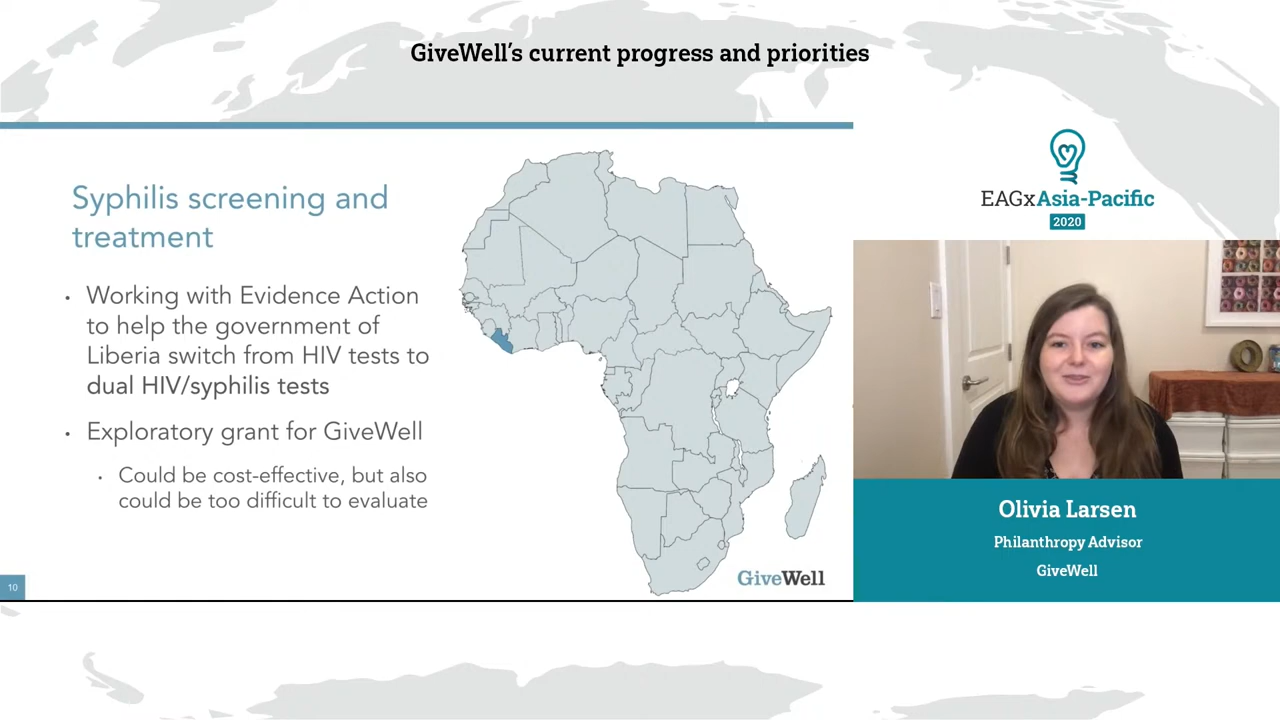 GiveWell’s current progress and priorities
Syphilis screening and
treatment
• Working with Evidence Action
to help the government of
Liberia switch from HIV tests to
dual HIV/syphilis tests
• Exploratory grant for GiveWell
• Could be cost-effective, but also
could be too difficult to evaluate
10
GiveWell
EAGxAsia-Pacific
2020
Olivia Larsen
Philanthropy Advisor
GiveWell